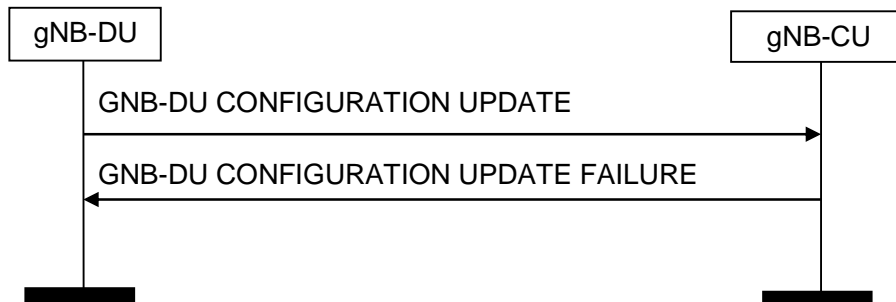 gNB-DU
gNB-CU
GNB-DU CONFIGURATION UPDATE
GNB-DU CONFIGURATION UPDATE FAILURE